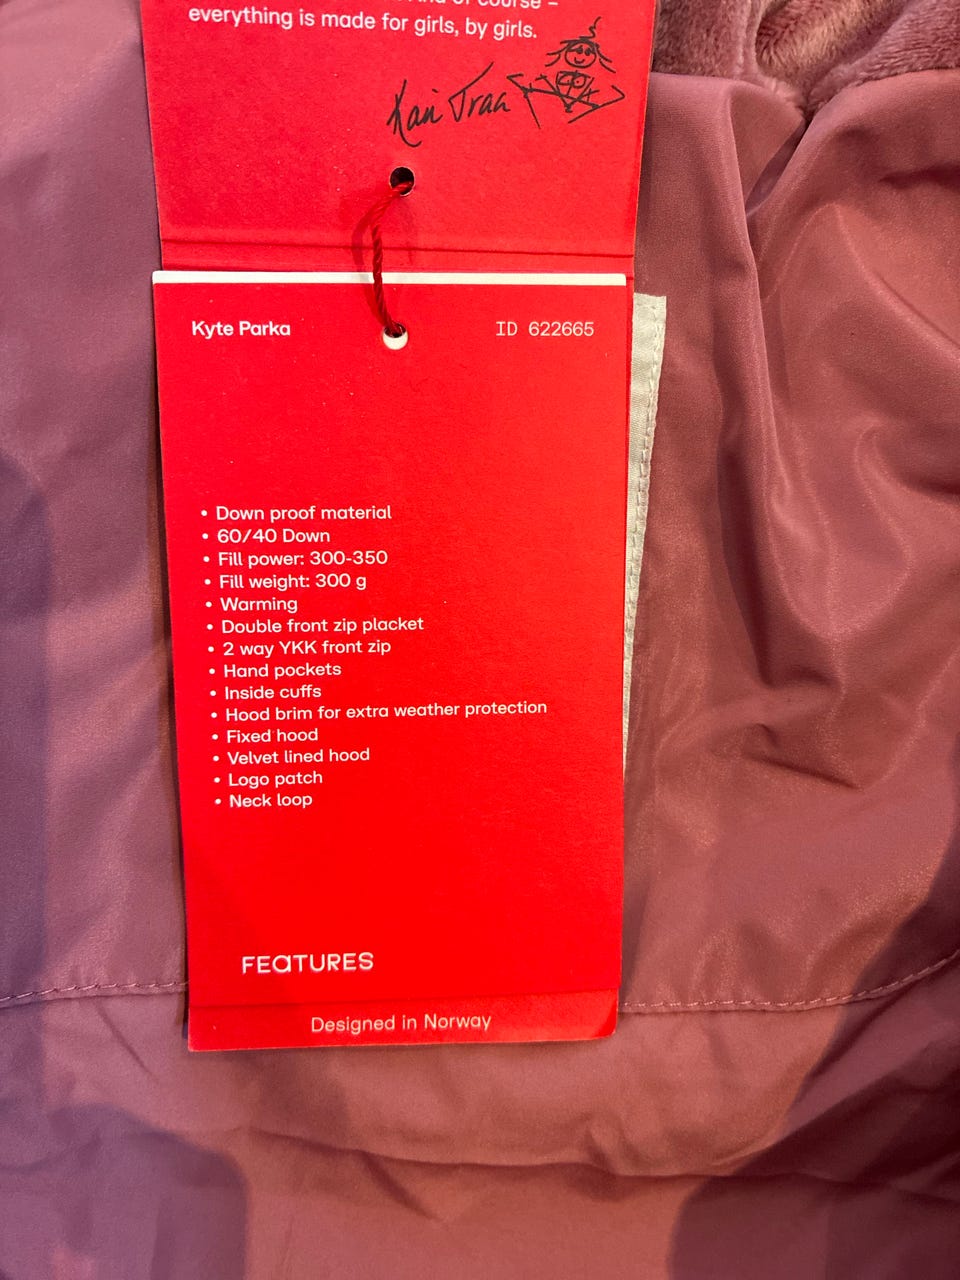 course –
everything is made for girls, by girls.
Kari Traa
Kyte Parka
ID 622665
• Down proof material
• 60/40 Down
• Fill power: 300-350
• Fill weight: 300 g
• Warming
• Double front zip placket
• 2 way YKK front zip
• Hand pockets
• Inside cuffs
• Hood brim for extra weather protection
• Fixed hood
• Velvet lined hood
• Logo patch
• Neck loop
FEATURES
Designed in Norway